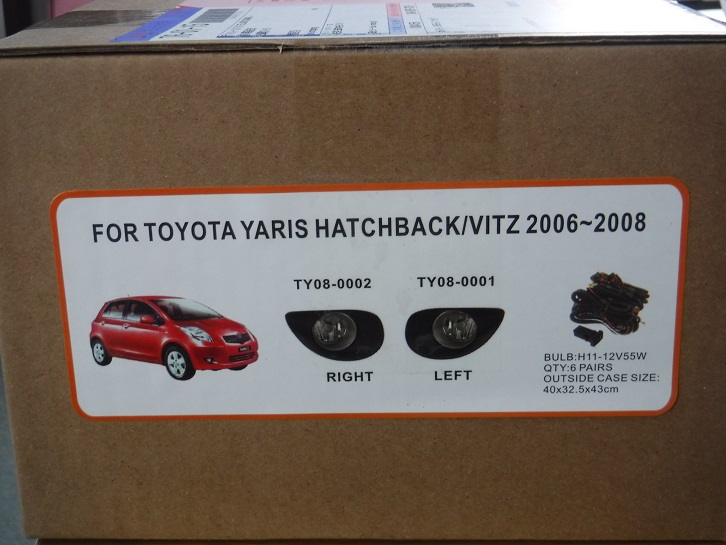 FOR TOYOTA YARIS HATCHBACK/VITZ 2006~2008
TY08-0002 TY08-0001
RIGHT LEFT
BULB:H11-12V55W
QTY:6 PAIRS
OUTSIDE CASE SIZE:
40x32.5x43cm